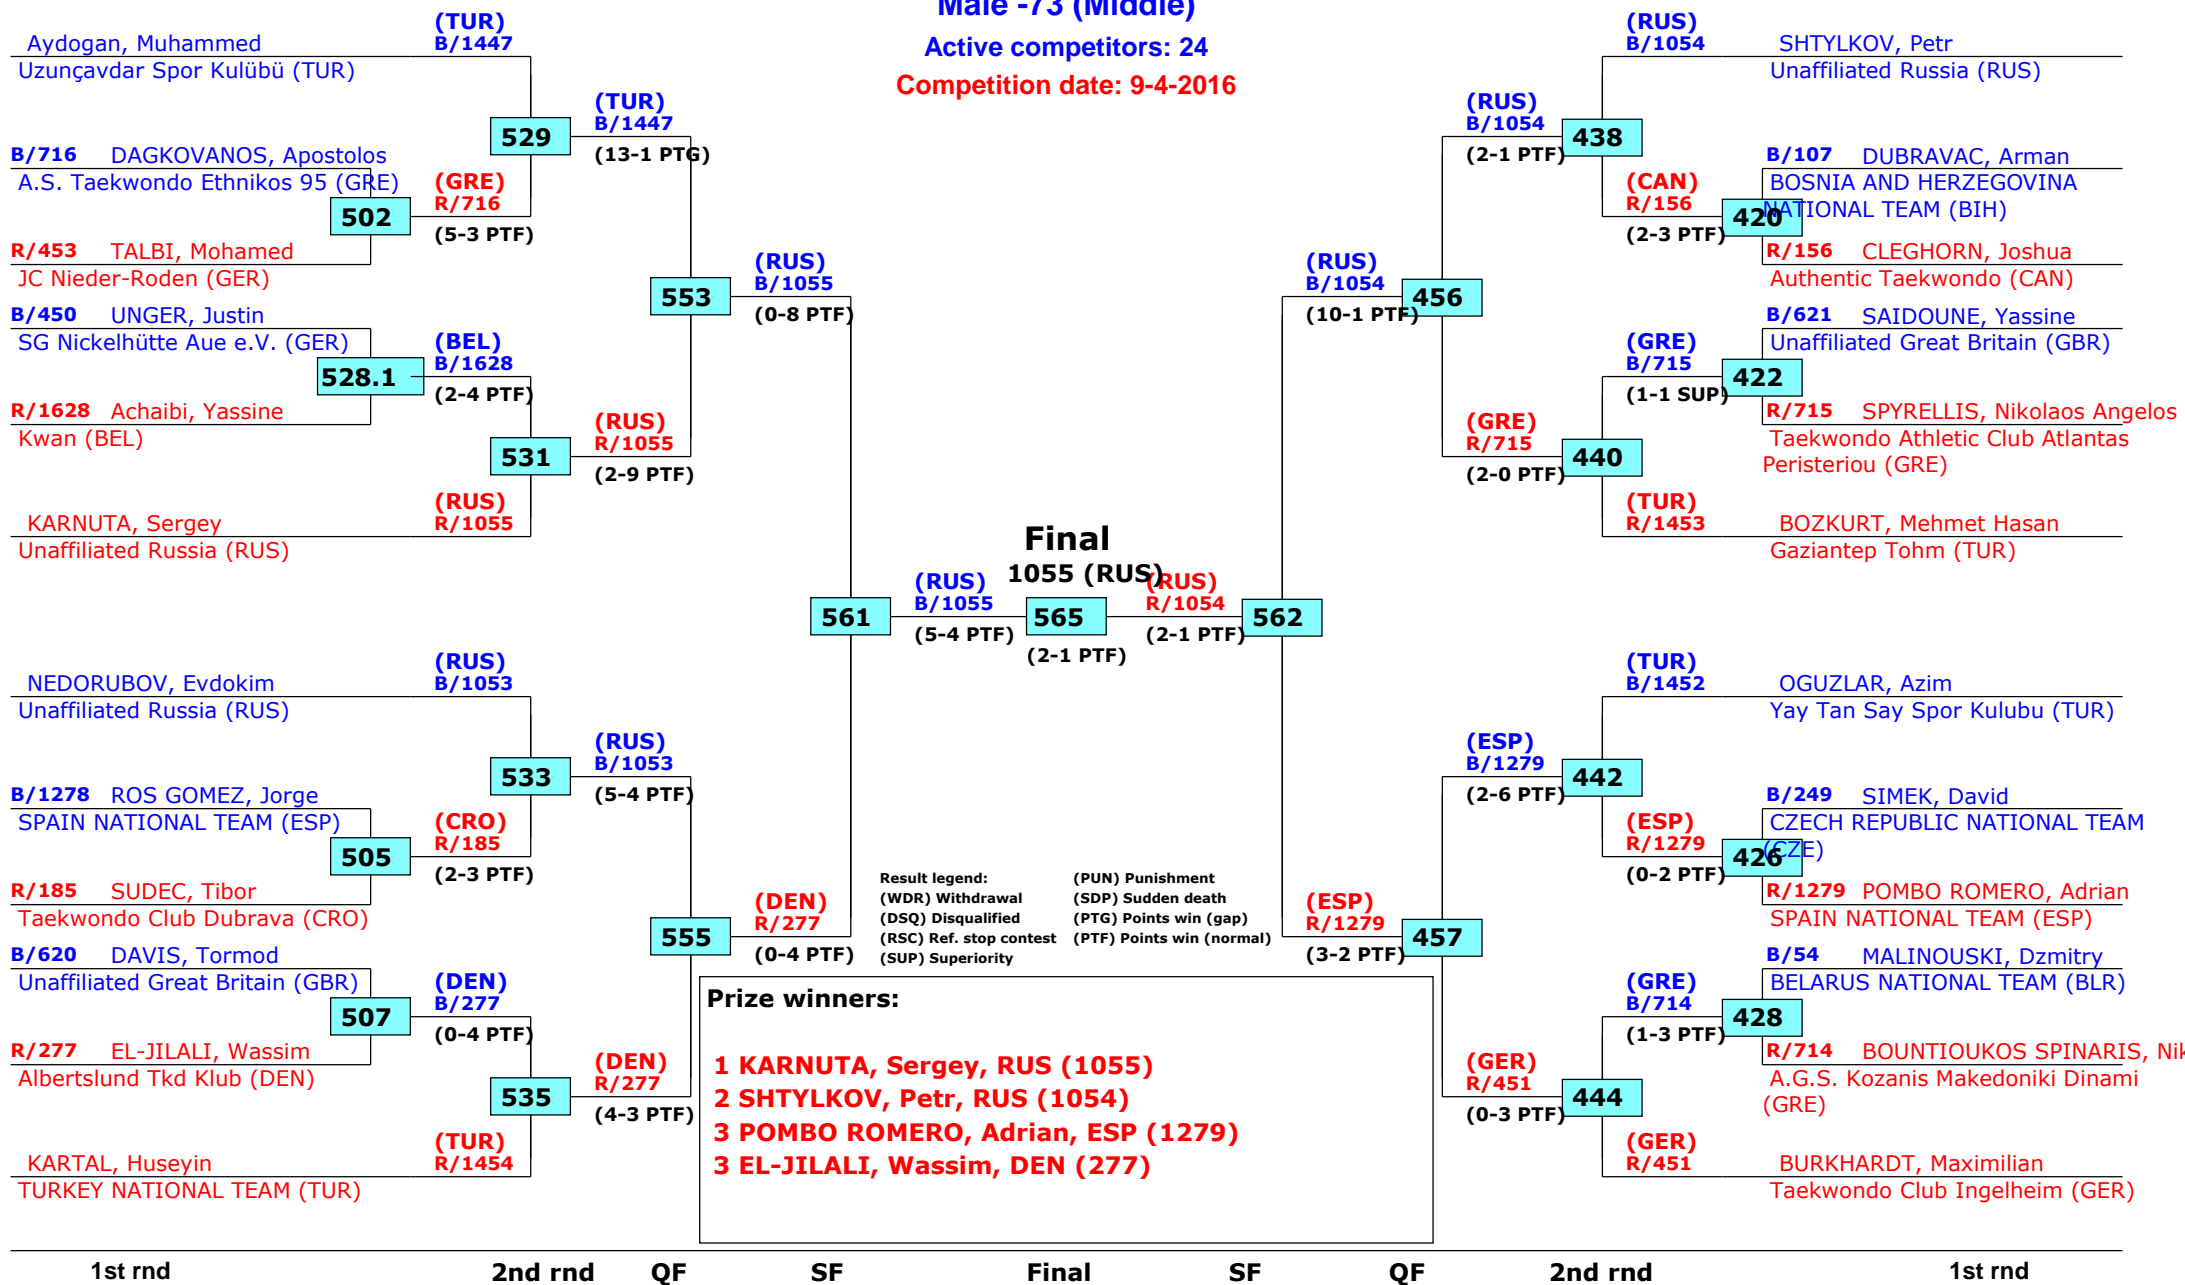 Male -73 (Middle)
Active competitors: 24
Competition date: 9-4-2016
(TUR)
B/1447
Aydogan, Muhammed
Uzunçavdar Spor Kulübü (TUR)
529
(TUR)
B/1447
(13-1 PTG)
B/716 DAGKOVANOS, Apostolos
A.S. Taekwondo Ethnikos 95 (GRE)
502
(GRE)
R/716
(5-3 PTF)
R/453 TALBI, Mohamed
JC Nieder-Roden (GER)
553
(RUS)
B/1055
(0-8 PTF)
B/450 UNGER, Justin
SG Nickelhütte Aue e.V. (GER)
528.1
(BEL)
B/1628
(2-4 PTF)
R/1628 Achaibi, Yassine
Kwan (BEL)
531
(RUS)
R/1055
(2-9 PTF)
(RUS)
R/1055
KARNUTA, Sergey
Unaffiliated Russia (RUS)
561
(RUS)
B/1055
(5-4 PTF)
(RUS)
B/1053
NEDORUBOV, Evdokim
Unaffiliated Russia (RUS)
533
(RUS)
B/1053
(5-4 PTF)
B/1278 ROS GOMEZ, Jorge
SPAIN NATIONAL TEAM (ESP)
505
(CRO)
R/185
(2-3 PTF)
R/185 SUDEC, Tibor
Taekwondo Club Dubrava (CRO)
555
(DEN)
R/277
(0-4 PTF)
B/620 DAVIS, Tormod
Unaffiliated Great Britain (GBR)
507
(DEN)
B/277
(0-4 PTF)
R/277 EL-JILALI, Wassim
Albertslund Tkd Klub (DEN)
535
(DEN)
R/277
(4-3 PTF)
(TUR)
R/1454
KARTAL, Huseyin
TURKEY NATIONAL TEAM (TUR)
Final
1055 (RUS)
565
(2-1 PTF)
(RUS)
R/1054
(2-1 PTF)
562
(RUS)
B/1054
SHTYLKOV, Petr
Unaffiliated Russia (RUS)
(RUS)
B/1054
(2-1 PTF)
438
B/107 DUBRAVAC, Arman
BOSNIA AND HERZEGOVINA
NATIONAL TEAM (BIH)
(CAN)
R/156
(2-3 PTF)
420
R/156 CLEGHORN, Joshua
Authentic Taekwondo (CAN)
(RUS)
B/1054
(10-1 PTF)
456
B/621 SAIDOUNE, Yassine
Unaffiliated Great Britain (GBR)
(GRE)
B/715
(1-1 SUP)
422
R/715 SPYRELLIS, Nikolaos Angelos
Taekwondo Athletic Club Atlantas
Peristeriou (GRE)
(GRE)
R/715
(2-0 PTF)
440
(TUR)
R/1453
BOZKURT, Mehmet Hasan
Gaziantep Tohm (TUR)
(TUR)
B/1452
OGUZLAR, Azim
Yay Tan Say Spor Kulubu (TUR)
(ESP)
B/1279
(2-6 PTF)
442
B/249 SIMEK, David
CZECH REPUBLIC NATIONAL TEAM
(CZE)
(ESP)
R/1279
(0-2 PTF)
426
R/1279 POMBO ROMERO, Adrian
SPAIN NATIONAL TEAM (ESP)
(ESP)
R/1279
(3-2 PTF)
457
B/54 MALINOUSKI, Dzmitry
BELARUS NATIONAL TEAM (BLR)
(GRE)
B/714
(1-3 PTF)
428
R/714 BOUNTIOUKOS SPINARIS,
A.G.S. Kozanis Makedoniki Dinami
(GRE)
(GER)
R/451
(0-3 PTF)
444
(GER)
R/451
BURKHARDT, Maximilian
Taekwondo Club Ingelheim (GER)
Result legend:
(WDR) Withdrawal
(DSQ) Disqualified
(RSC) Ref. stop contest
(SUP) Superiority
(PUN) Punishment
(SDP) Sudden death
(PTG) Points win (gap)
(PTF) Points win (normal)
Prize winners:
1 KARNUTA, Sergey, RUS (1055)
2 SHTYLKOV, Petr, RUS (1054)
3 POMBO ROMERO, Adrian, ESP (1279)
3 EL-JILALI, Wassim, DEN (277)
1st rnd 2nd rnd QF SF Final SF QF 2nd rnd 1st rnd